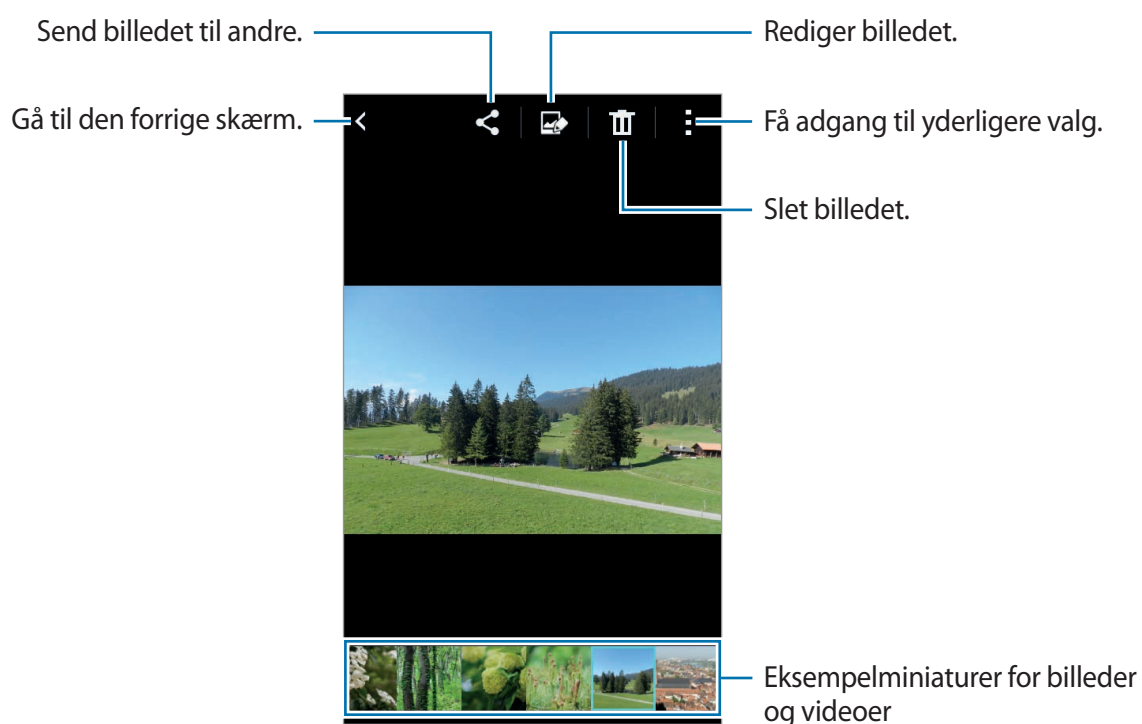 Send billedet til andre.
Rediger billedet.
Gå til den forrige skærm.
Få adgang til yderligere valg.
Slet billedet.
Eksempelminiaturer for billeder
og videoer